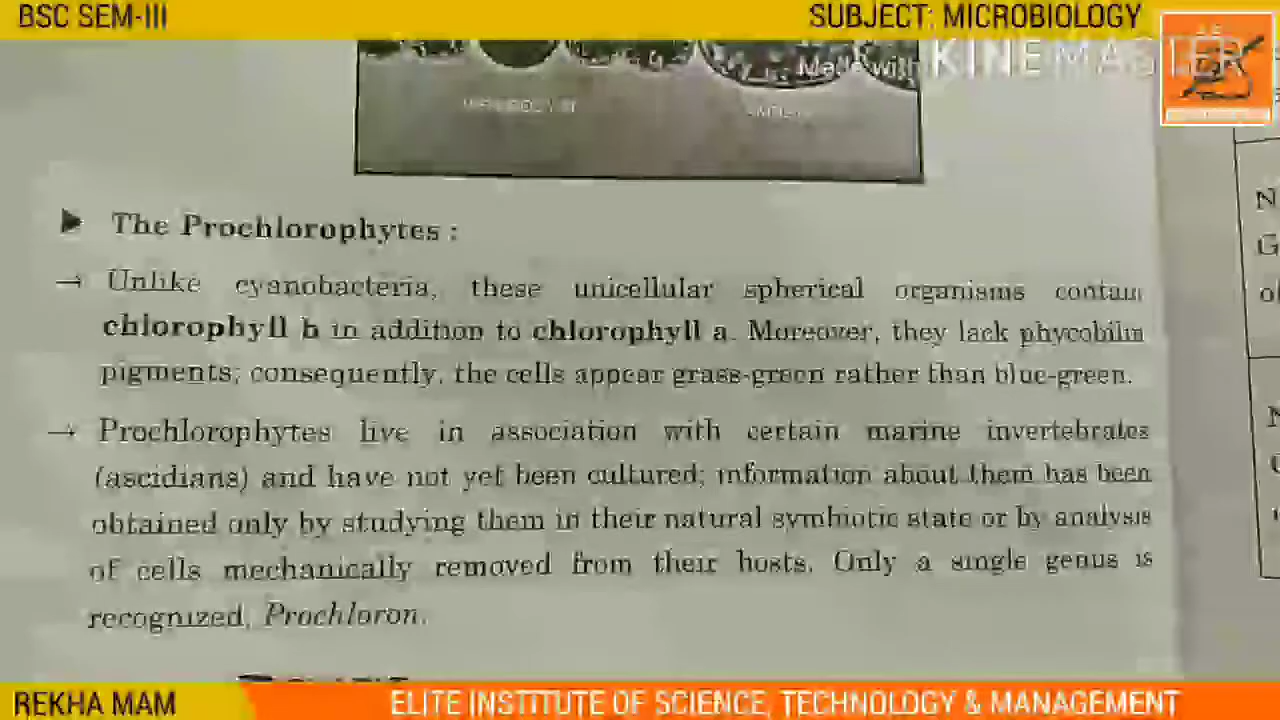 BSC SEM-III
SUBJECT: MICROBIOLOGY
Made with KINEMASTER
▶ The Prochlorophytes :
→ Unlike cyanobacteria, these unicellular spherical organisms contain
chlorophyll b in addition to chlorophyll a. Moreover, they lack phycobilin
pigments; consequently, the cells appear grass-green rather than blue-green.
→ Prochlorophytes live in association with certain marine invertebrates
(ascidians) and have not yet been cultured; information about them has been
obtained only by studying them in their natural symbiotic state or by analysis
of cells mechanically removed from their hosts. Only a single genus is
recognized, Prochloron.
REKHA MAM
ELITE INSTITUTE OF SCIENCE, TECHNOLOGY & MANAGEMENT